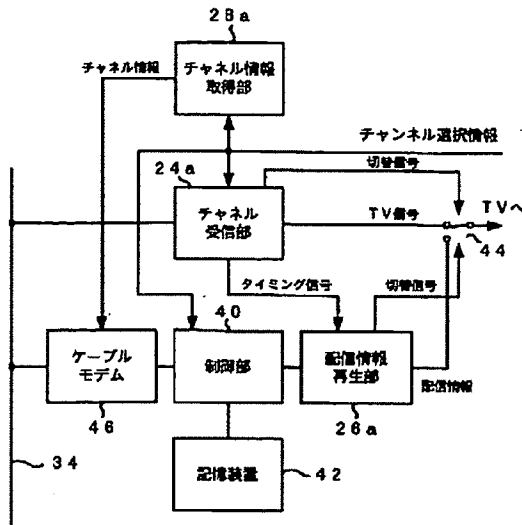 28a
チャネル情報
チャネル情報
取得部
チャンネル選択情報
切替信号
24a
チャネル
受信部
TV信号
TVへ
44
タイミング信号
切替信号
40
ケーブル
モデム
制御部
配信情報
再生部
配信情報
46
26a
34
記憶装置
42